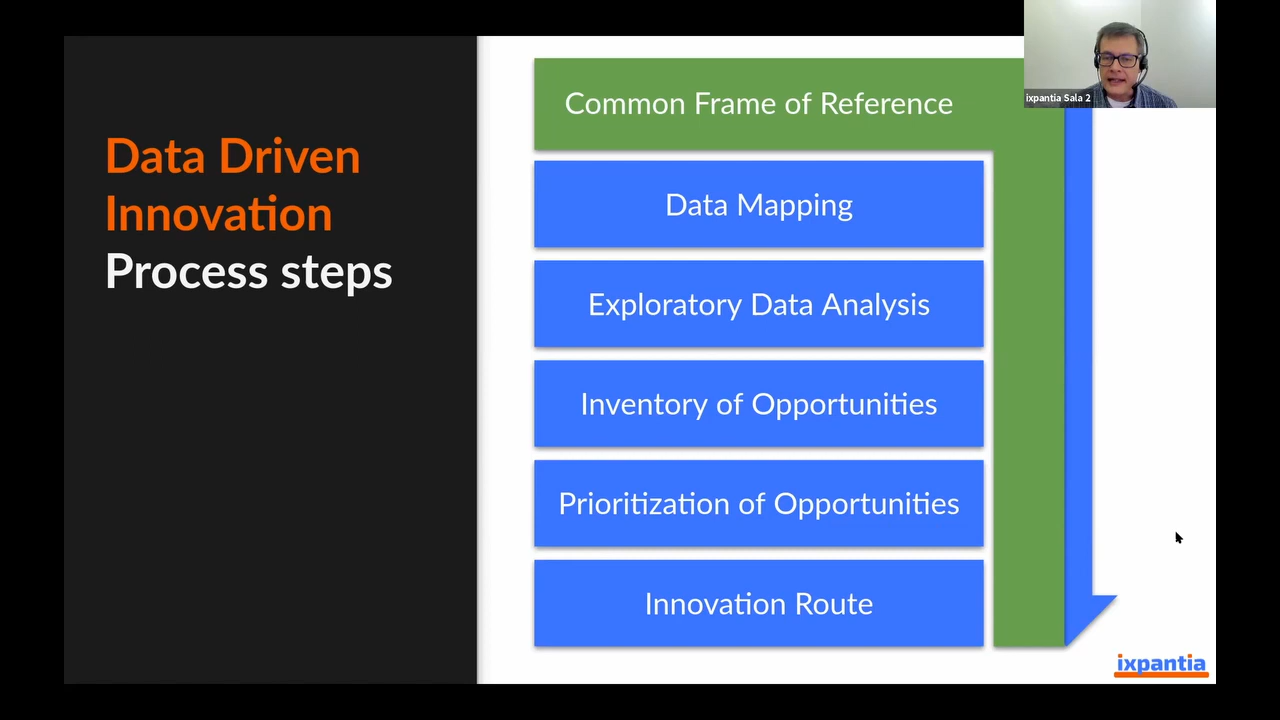 Data Driven
Innovation
Process steps
Common Frame of Reference
Data Mapping
Exploratory Data Analysis
Inventory of Opportunities
Prioritization of Opportunities
Innovation Route
ixpantia Sala 2
ixpantia